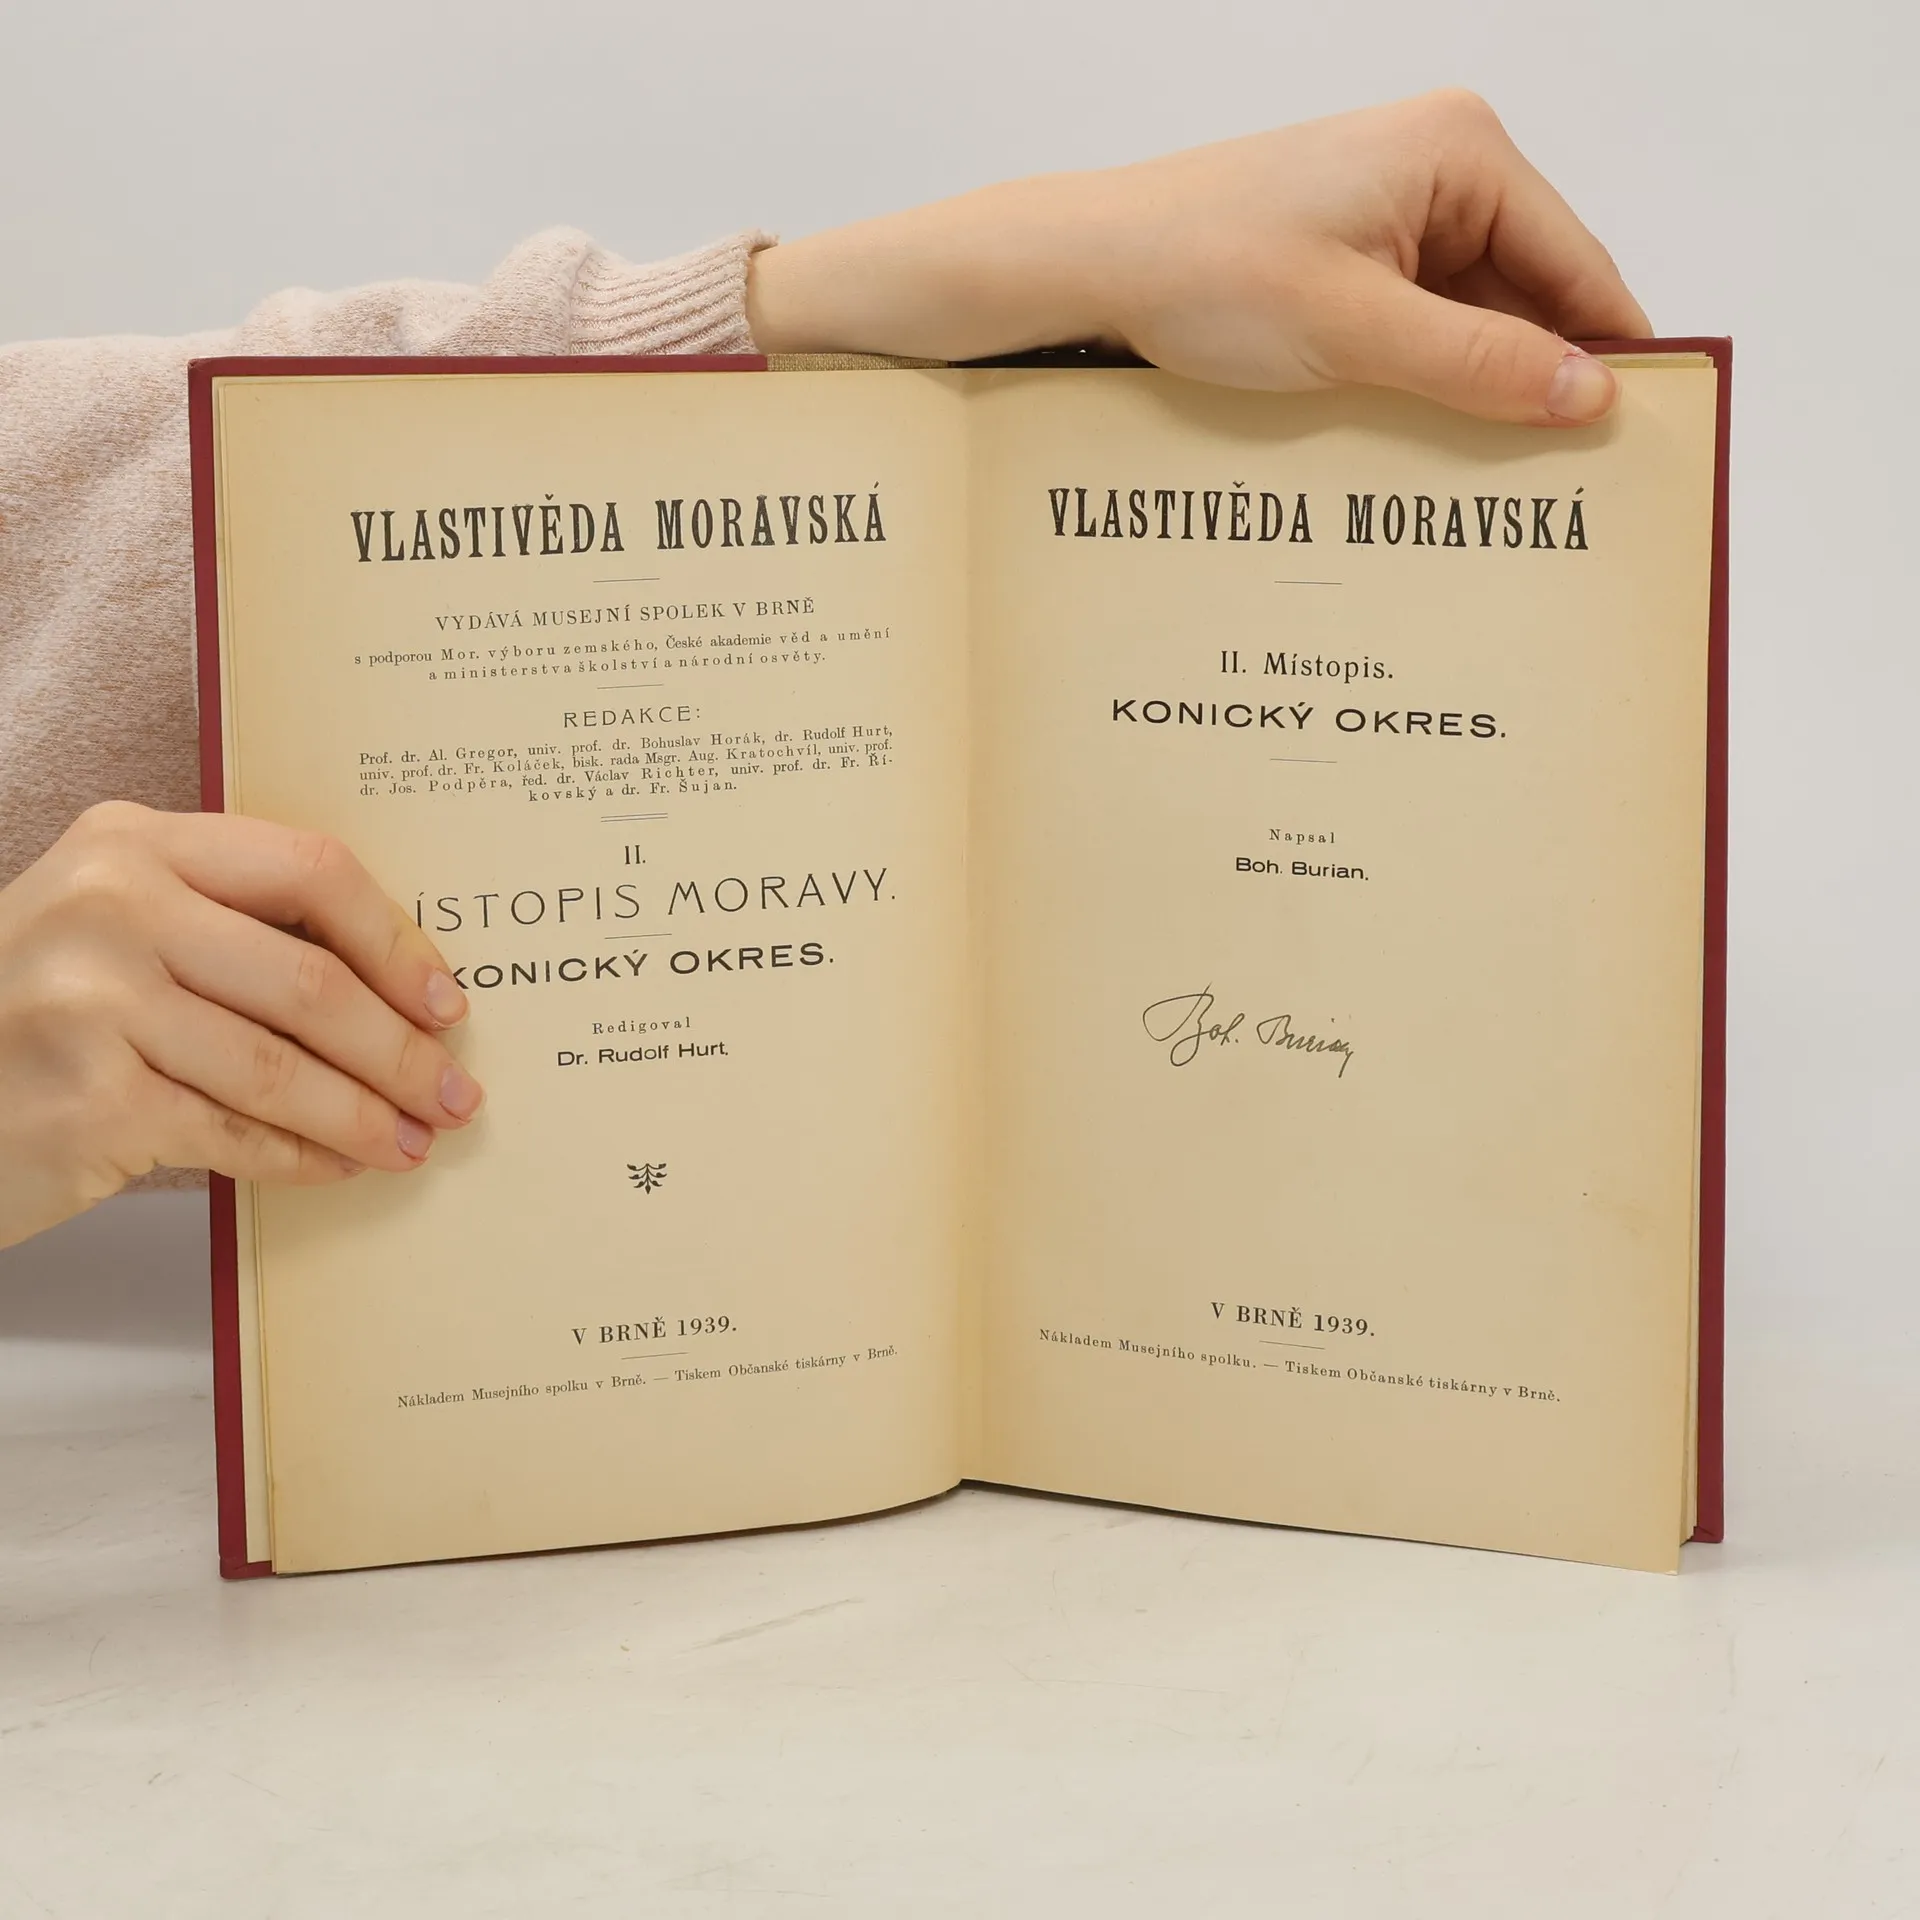 VLASTIVĚDA MORAVSKÁ
VYDÁVÁ MUSEJNÍ SPOLEK V BRNĚ
s podporou Mor. výboru zemského, České akademie věd a umění
a ministerstva školství a národní osvěty.
REDAKCE:
Prof. dr. Al. Gregor, univ. prof. dr. Bohuslav Horák, dr. Rudolf Hurt,
univ. prof. dr. Fr. Koláček, bisk. rada Msgr. Aug. Kratochvíl, univ. prof.
dr. Jos. Podpěra, řed. dr. Václav Richter, univ. prof. dr. Fr. Ří-
kovský a dr. Fr. Šujan.
II.
ÍSTOPIS MORAVY.
KONICKÝ OKRES.
Redigoval
Dr. Rudolf Hurt.
V BRNĚ 1939.
Nákladem Musejního spolku v Brně. — Tiskem Občanské tiskárny v Brně.
VLASTIVĚDA MORAVSKÁ
II. Místopis.
KONICKÝ OKRES.
Napsal
Boh. Burian.
Boh. Burian
V BRNĚ 1939.
Nákladem Musejního spolku. — Tiskem Občanské tiskárny v Brně.